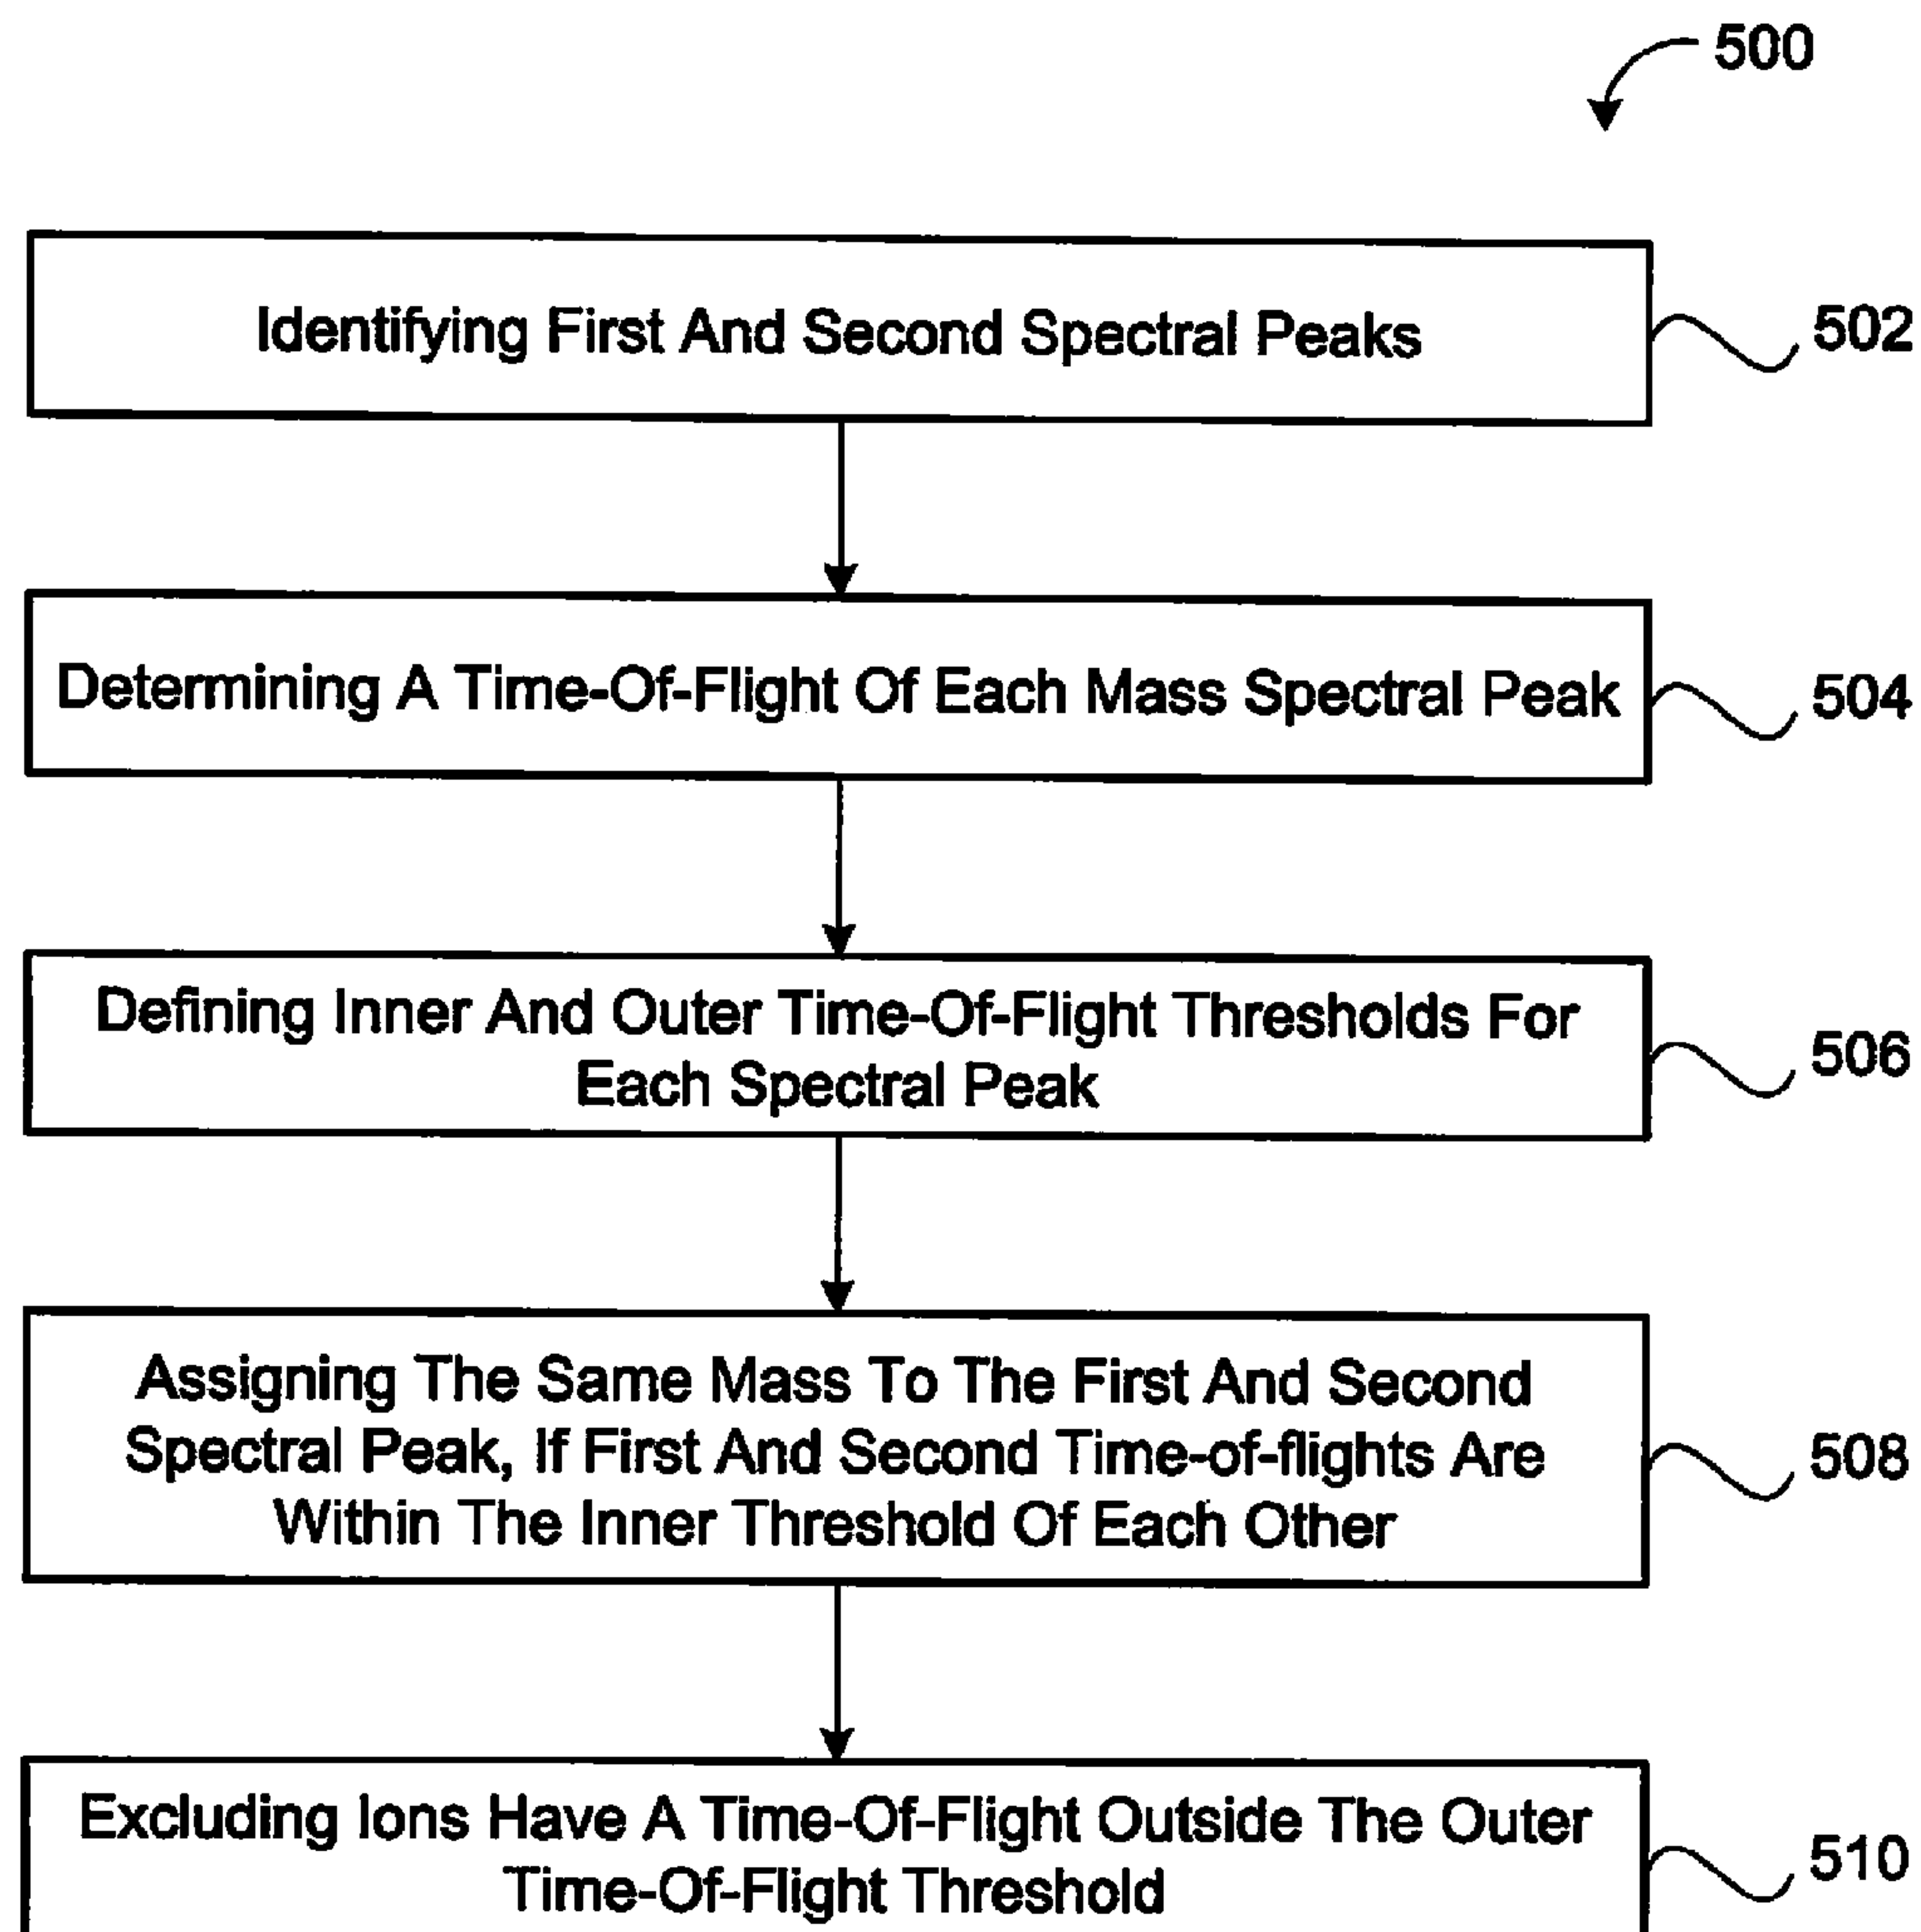 500
Identifying First And Second Spectral Peaks
502
Determining A Time-Of-Flight Of Each Mass Spectral Peak
504
Defining Inner And Outer Time-Of-Flight Thresholds For
Each Spectral Peak
506
Assigning The Same Mass To The First And Second
Spectral Peak, If First And Second Time-of-flights Are
Within The Inner Threshold Of Each Other
508
Excluding Ions Have A Time-Of-Flight Outside The Outer
Time-Of-Flight Threshold
510